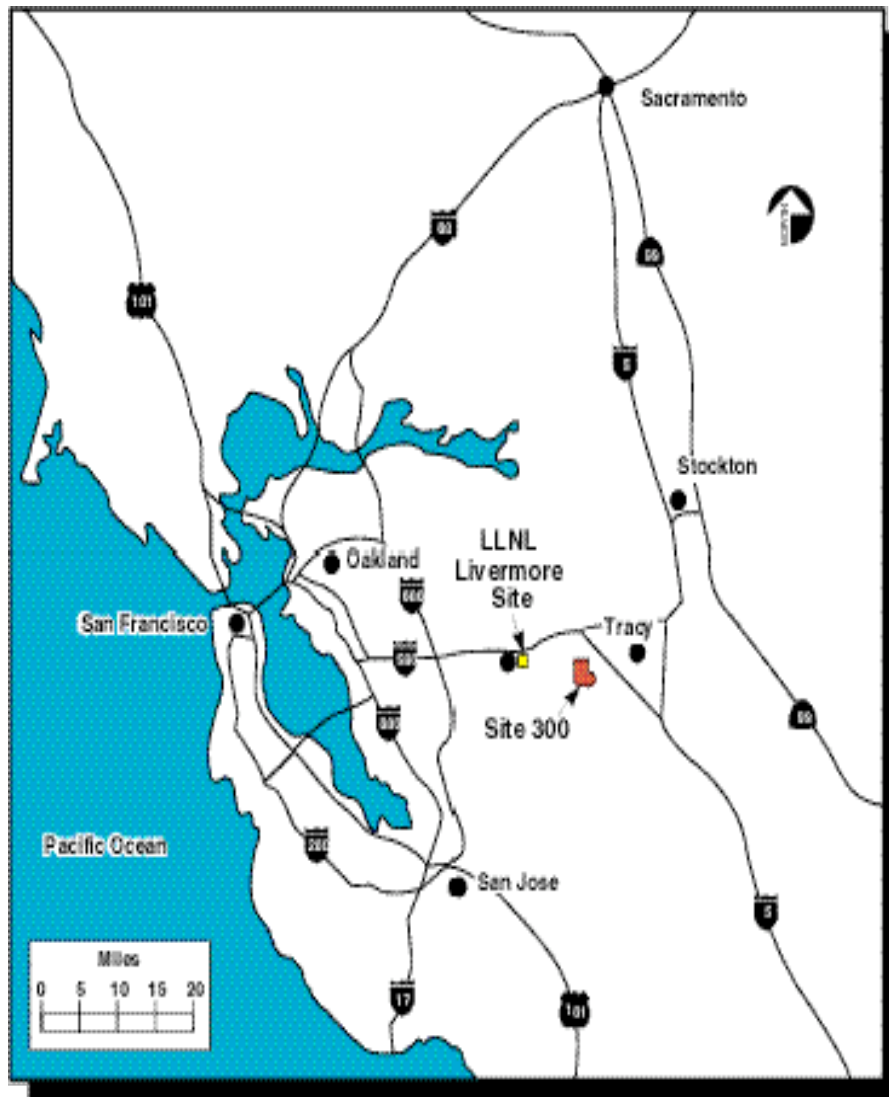 Sacramento
80
99
101
5
Stockton
LLNL
Livermore
Site
Oakland
680
San Francisco
Tracy
580
Site 300
99
880
280
Pacific Ocean
San Jose
5
Miles
0 5 10 15 20
17
101